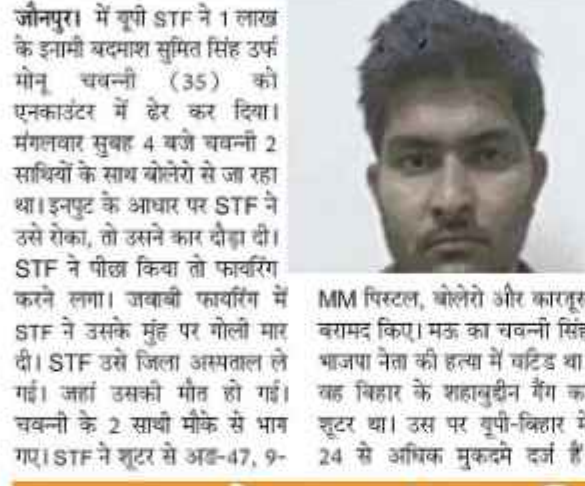 जौनपुर। में यूपी STF ने 1 लाख
के इनामी बदमाश सुमित सिंह उर्फ
मोनू चवन्नी (35) को
एनकाउंटर में ढेर कर दिया।
मंगलवार सुबह 4 बजे चवन्नी 2
साथियों के साथ बोलेरो से जा रहा
था। इनपुट के आधार पर STF ने
उसे रोका, तो उसने कार दौड़ा दी।
STF ने पीछा किया तो फायरिंग
करने लगा। जवाबी फायरिंग में
STF ने उसके मुंह पर गोली मार
दी। STF उसे जिला अस्पताल ले
गई। जहां उसकी मौत हो गई।
चवन्नी के 2 साथी मौके से भाग
गए। STF ने शूटर से अड-47, 9-
MM पिस्टल, बोलेरो और कारतूर
बरामद किए। मऊ का चवन्नी सिंह
भाजपा नेता की हत्या में वांटेड था
वह बिहार के शहाबुद्दीन गैंग क
शूटर था। उस पर यूपी-बिहार मे
24 से अधिक मुकदमे दर्ज हैं